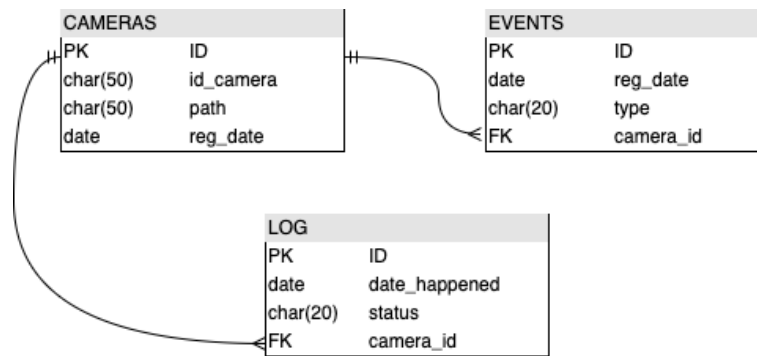 CAMERAS
PK ID
char(50) id_camera
char(50) path
date reg_date
EVENTS
PK ID
date reg_date
char(20) type
FK camera_id
LOG
PK ID
date date_happened
char(20) status
FK camera_id